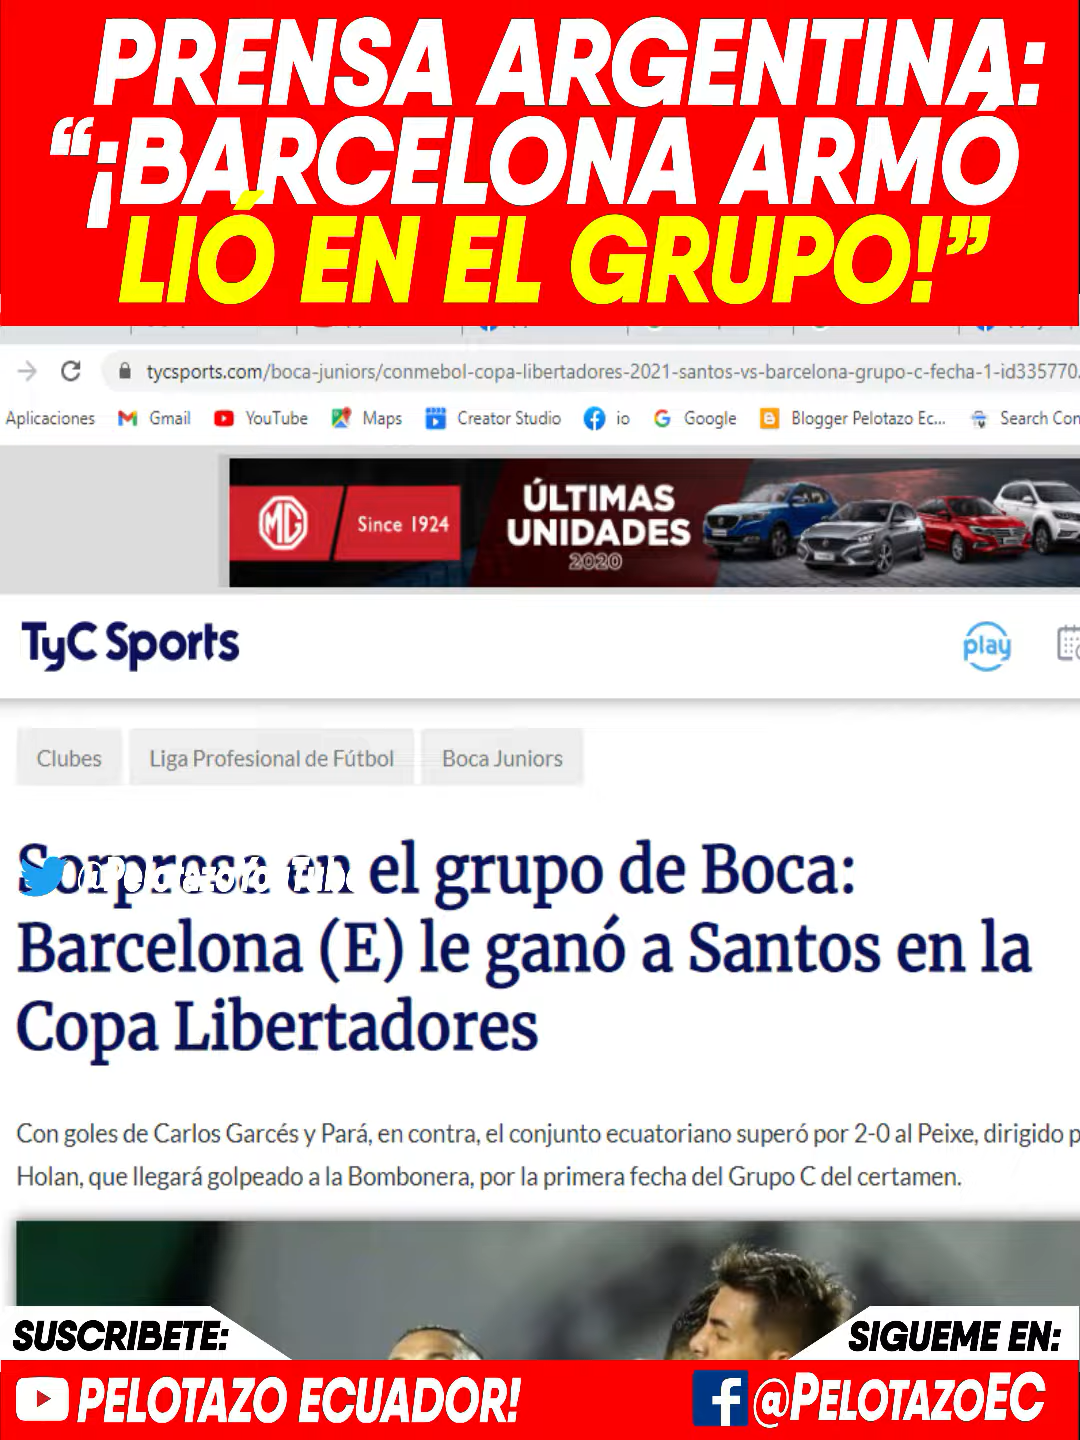 PRENSA ARGENTINA:
“¡BARCELONA ARMÓ
LIÓ EN EL GRUPO!”
tycsports.com/boca-juniors/conmebol-copa-libertadores-2021-santos-vs-barcelona-grupo-c-fecha-1-id335770.
Aplicaciones Gmail YouTube Maps Creator Studio io Google Blogger Pelotazo Ec... Search Con
MG Since 1924 ÚLTIMAS
UNIDADES
2020
TyC Sports play
Clubes Liga Profesional de Fútbol Boca Juniors
Sorpresa en el grupo de Boca:
@PelotazoYouTube
Barcelona (E) le ganó a Santos en la
Copa Libertadores
Con goles de Carlos Garcés y Pará, en contra, el conjunto ecuatoriano superó por 2-0 al Peixe, dirigido p
Holan, que llegará golpeado a la Bombonera, por la primera fecha del Grupo C del certamen.
SUSCRIBETE: SIGUEME EN:
PELOTAZO ECUADOR! @PELOTAZOEC